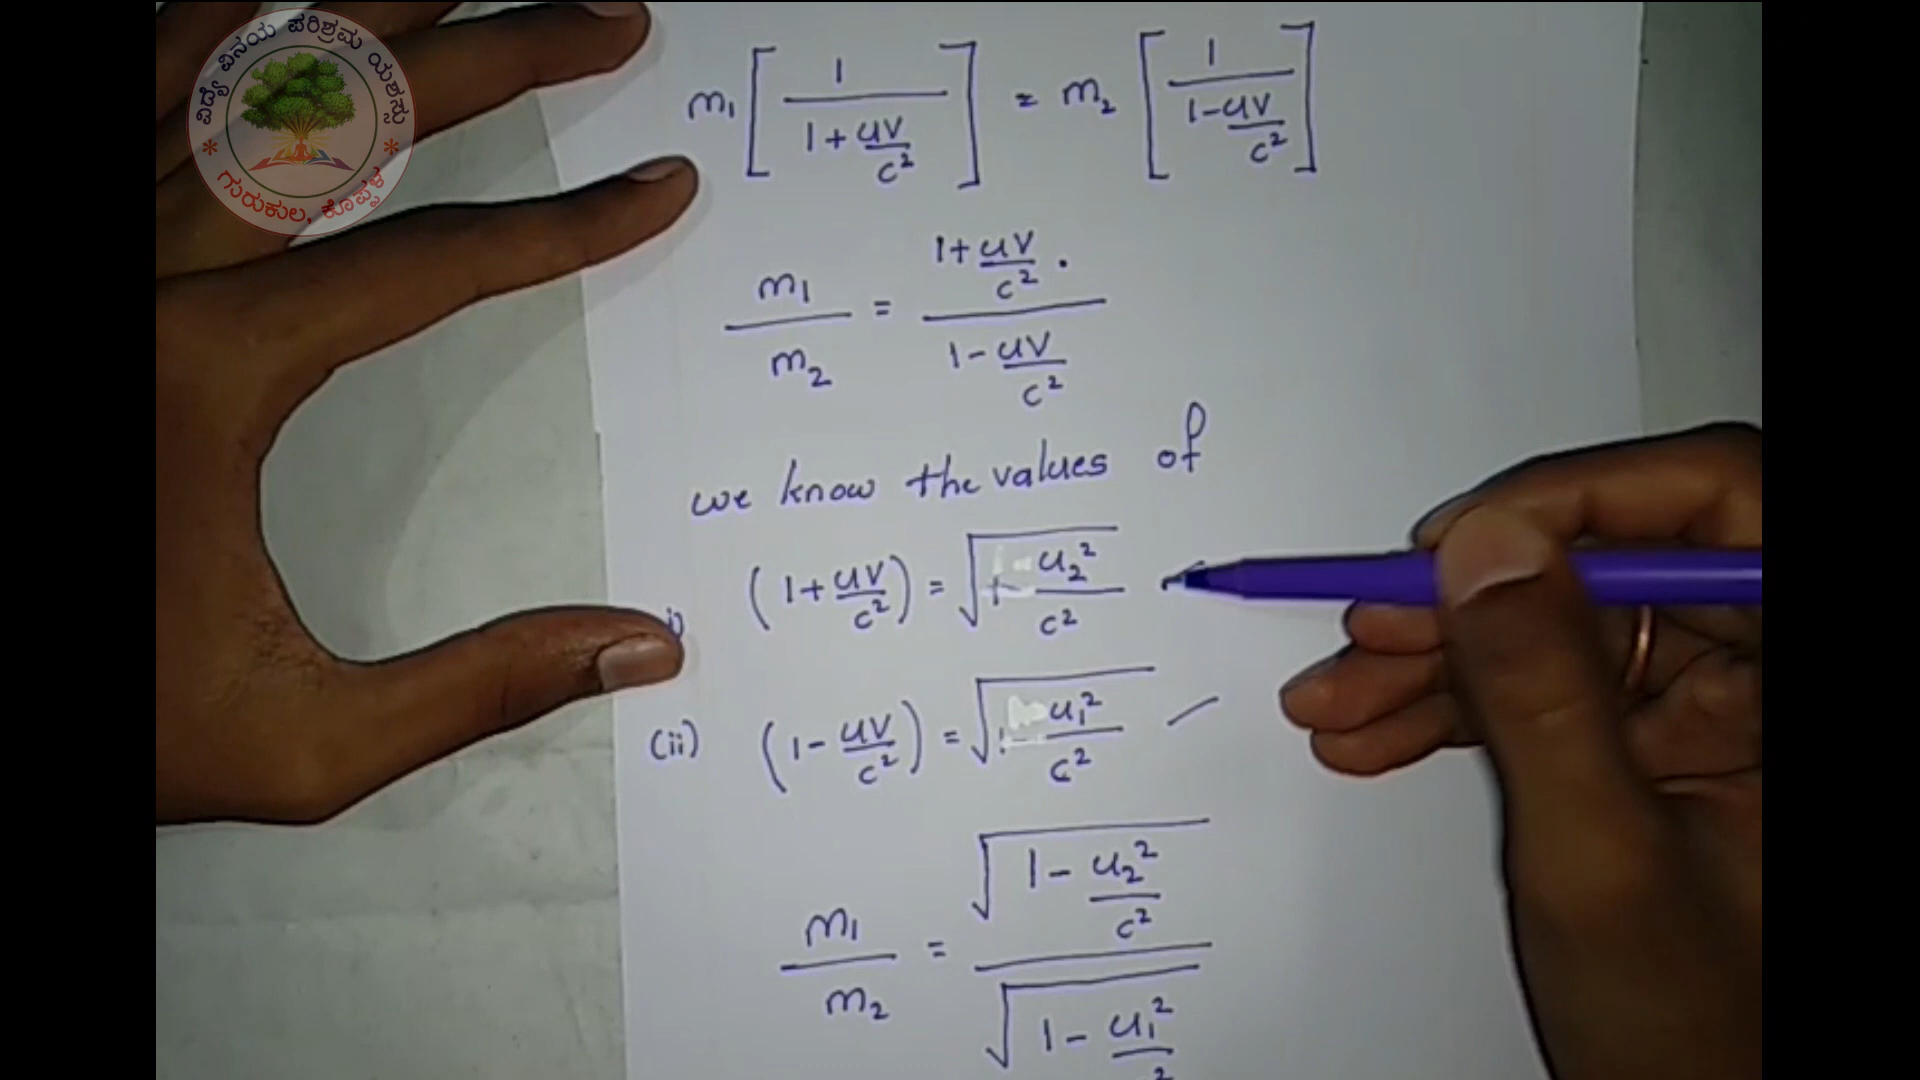 ವಿದ್ಯೆ ವಿನಯ ಪರಿಶ್ರಮ ಯಶಸ್ಸು
* ಗುರುಕುಲ, ಕೊಪ್ಪಳ *
m₁ [ 1 / (1 + uv/c²) ] = m₂ [ 1 / (1 - uv/c²) ]
m₁/m₂ = (1 + uv/c²) / (1 - uv/c²)
we know the values of
i) (1 + uv/c²) = √(1 - u₂²/c²)
(ii) (1 - uv/c²) = √(1 - u₁²/c²)
m₁/m₂ = √(1 - u₂²/c²) / √(1 - u₁²/